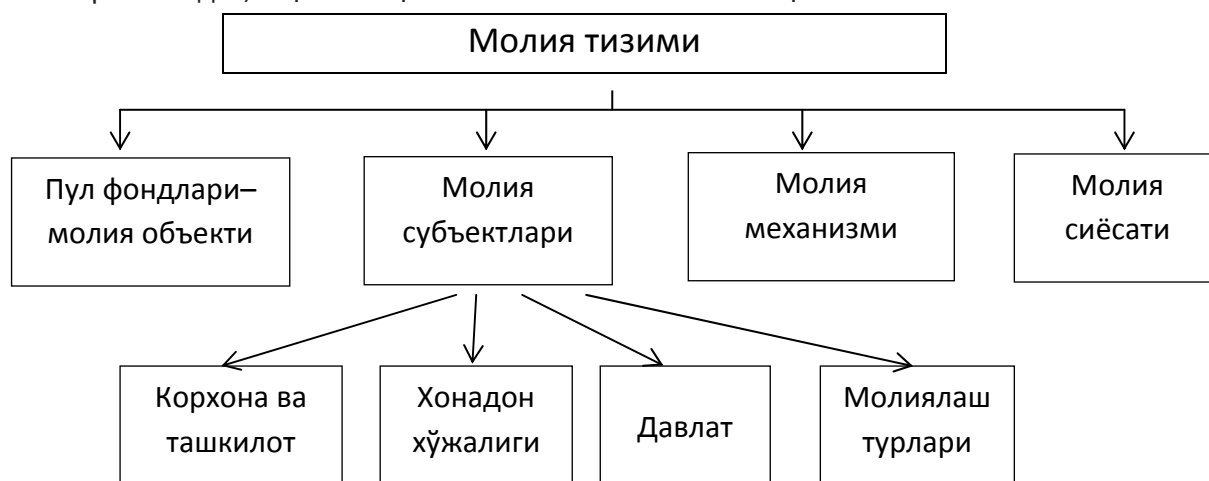 Молия тизими
Пул фондлари–
молия объекти
Молия
субъектлари
Молия
механизми
Молия
сиёсати
Корхона ва
ташкилот
Хонадон
хўжалиги
Давлат
Молиялаш
турлари